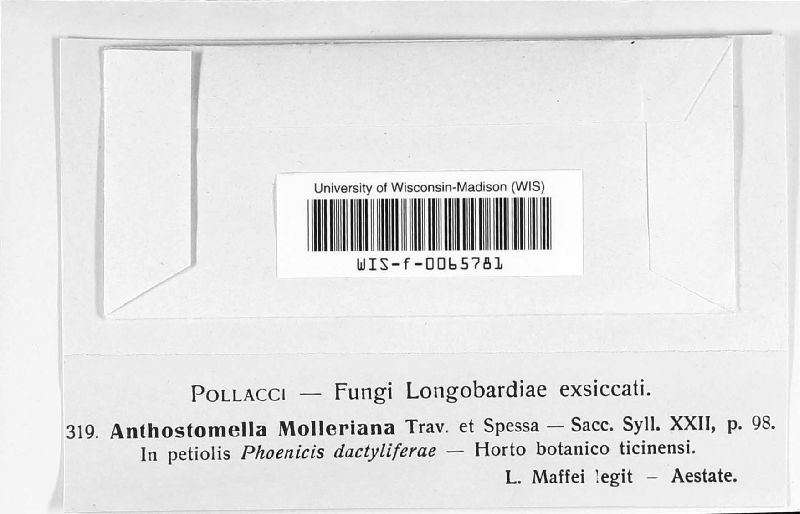 University of Wisconsin-Madison (WIS)
WIS-f-0065781
POLLACCI — Fungi Longobardiae exsiccati.
319. Anthostomella Molleriana Trav. et Spessa — Sacc. Syll. XXII, p. 98.
In petiolis Phoenicis dactyliferae — Horto botanico ticinensi.
L. Maffei legit — Aestate.